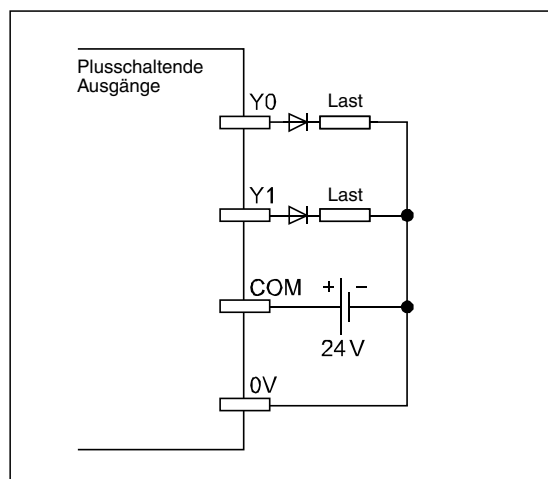 Plusschaltende
Ausgänge
Y0
Last
Y1
Last
COM
+ −
24 V
0V